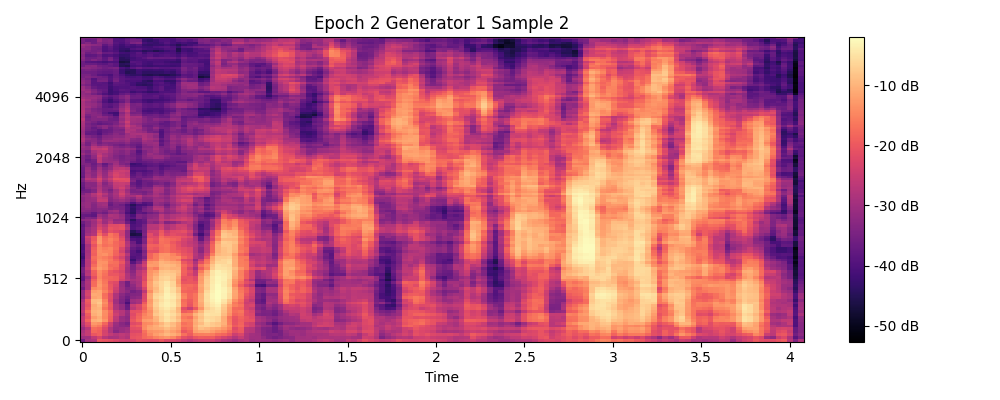 Epoch 2 Generator 1 Sample 2
Hz
4096
2048
1024
512
0
0 0.5 1 1.5 2 2.5 3 3.5 4
Time
-10 dB
-20 dB
-30 dB
-40 dB
-50 dB